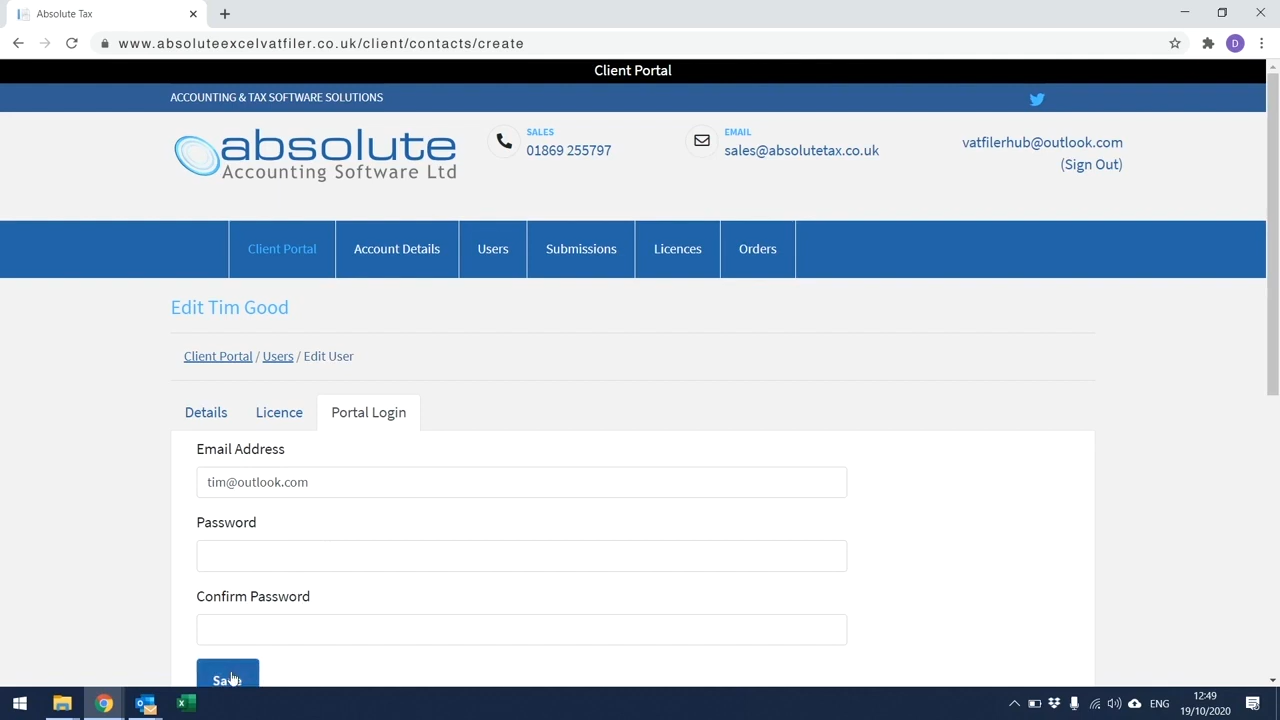 Absolute Tax
www.absoluteexcelvatfiler.co.uk/client/contacts/create
D
Client Portal
ACCOUNTING & TAX SOFTWARE SOLUTIONS
absolute
Accounting Software Ltd
SALES
01869 255797
EMAIL
sales@absolutetax.co.uk
vatfilerhub@outlook.com
(Sign Out)
Client Portal
Account Details
Users
Submissions
Licences
Orders
Edit Tim Good
Client Portal / Users / Edit User
Details
Licence
Portal Login
Email Address
tim@outlook.com
Password
Confirm Password
Save
ENG
12:49
19/10/2020